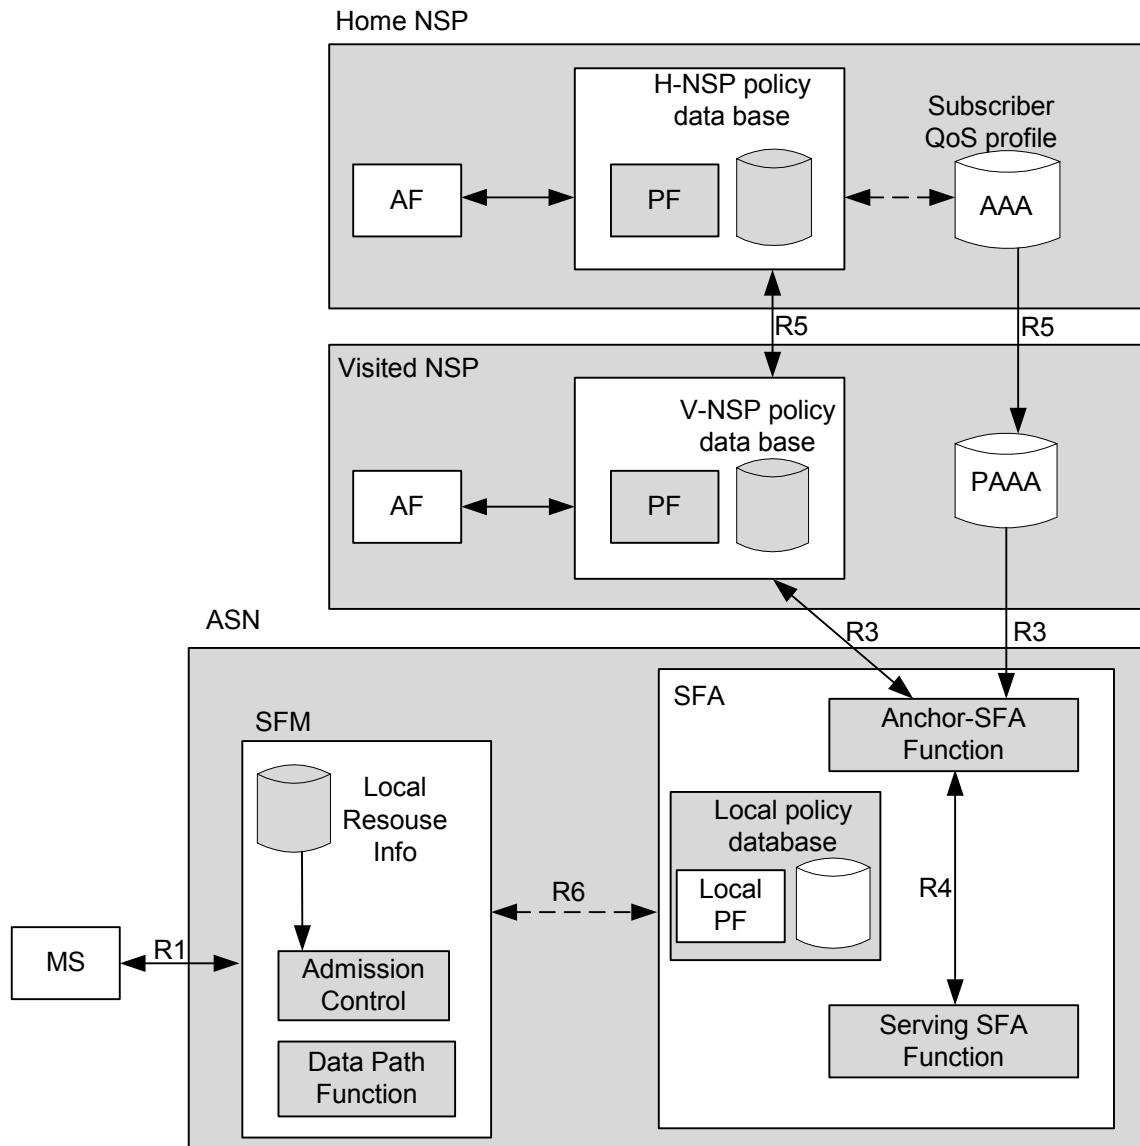 Home NSP
H-NSP policy
data base
Subscriber
QoS profile
AF
PF
AAA
R5
R5
Visited NSP
V-NSP policy
data base
AF
PF
PAAA
R3
R3
ASN
SFA
Anchor-SFA
Function
SFM
Local
Resouse
Info
Local policy
database
Local
PF
R6
R4
MS
R1
Admission
Control
Serving SFA
Function
Data Path
Function